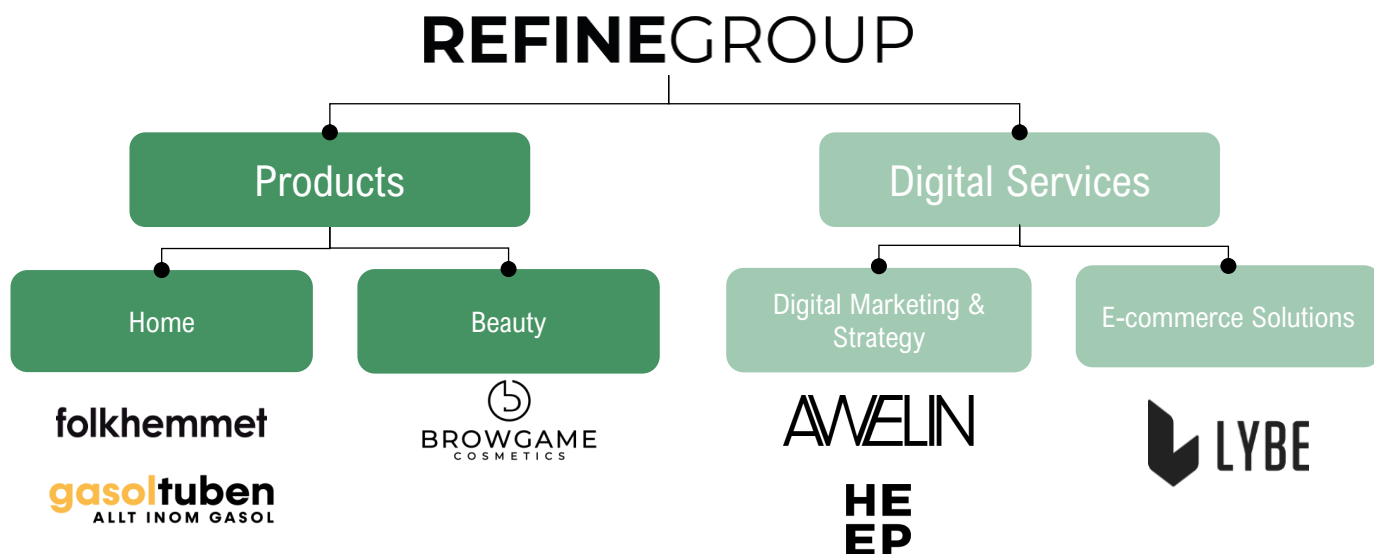 REFINEGROUP
Products
Digital Services
Home
Beauty
Digital Marketing &
Strategy
E-commerce Solutions
folkhemmet
gasoltuben
ALLT INOM GASOL
BROWGAME
COSMETICS
AWELIN
HE
EP
LYBE